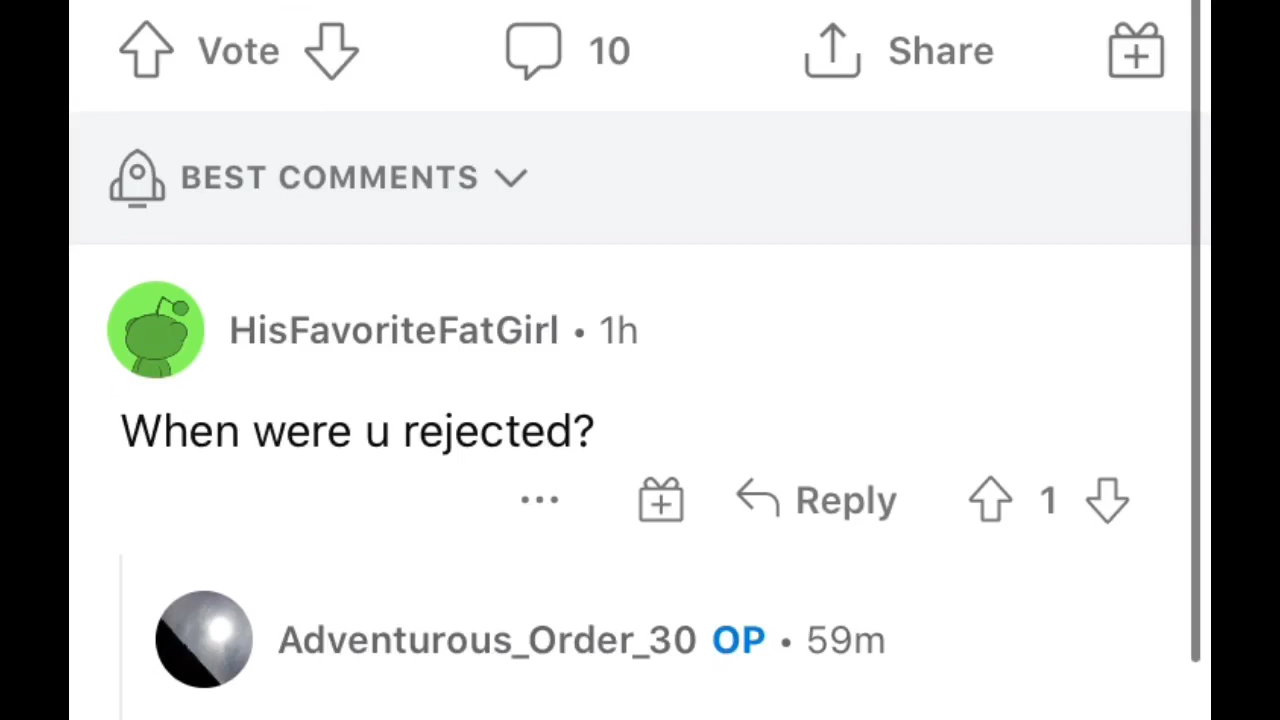 Vote 10 Share
BEST COMMENTS
HisFavoriteFatGirl • 1h
When were u rejected?
... Reply 1
Adventurous_Order_30 OP • 59m